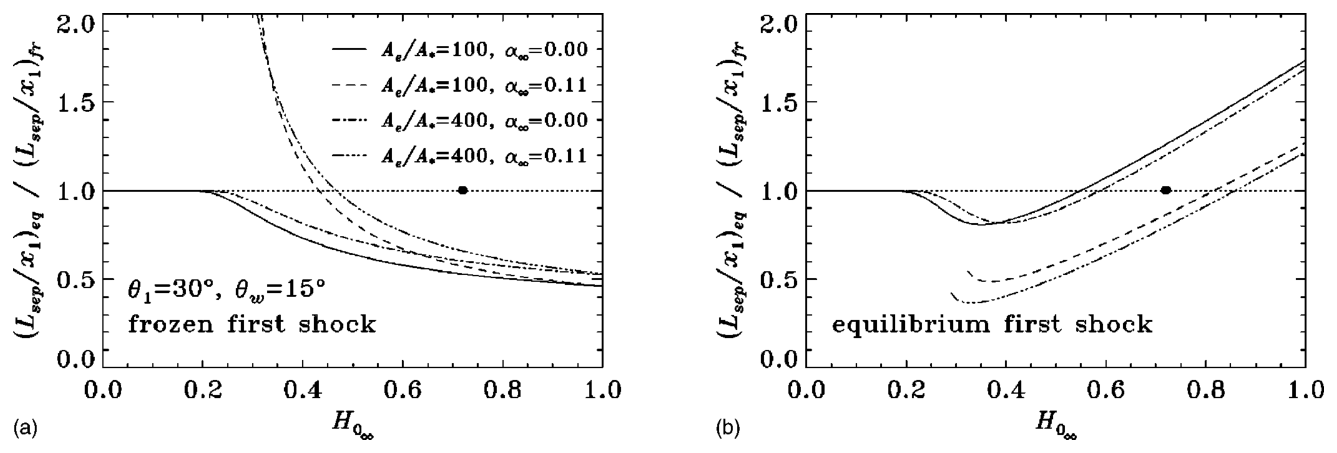 (L_sep/x_1)_eq / (L_sep/x_1)_fr
2.0
1.5
1.0
0.5
0.0
A_e/A_*=100, α_∞=0.00
A_e/A_*=100, α_∞=0.11
A_e/A_*=400, α_∞=0.00
A_e/A_*=400, α_∞=0.11
θ_1=30°, θ_w=15°
frozen first shock
0.0 0.2 0.4 0.6 0.8 1.0
H_0_∞
(a)
(L_sep/x_1)_eq / (L_sep/x_1)_fr
2.0
1.5
1.0
0.5
0.0
equilibrium first shock
0.0 0.2 0.4 0.6 0.8 1.0
H_0_∞
(b)